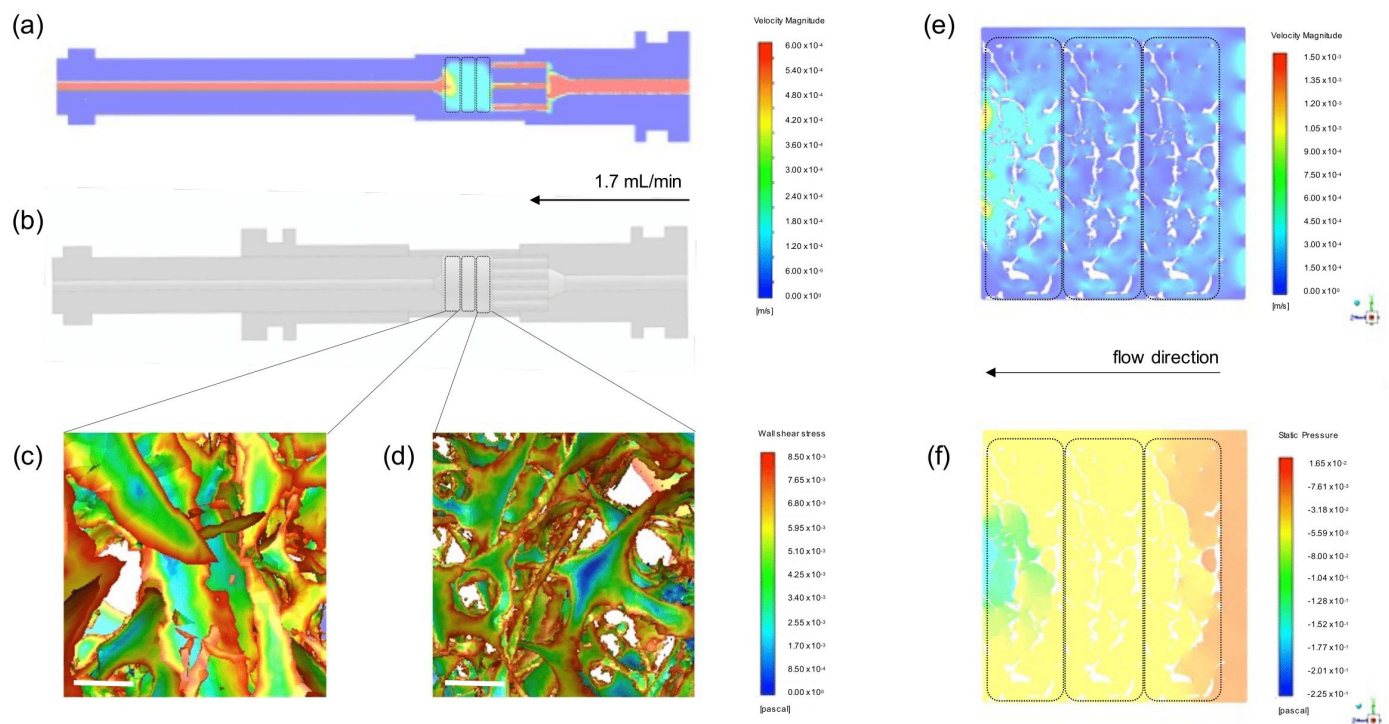 (a)
Velocity Magnitude
6.00 x 10⁻⁴
5.40 x 10⁻⁴
4.80 x 10⁻⁴
4.20 x 10⁻⁴
3.60 x 10⁻⁴
3.00 x 10⁻⁴
2.40 x 10⁻⁴
1.80 x 10⁻⁴
1.20 x 10⁻⁴
6.00 x 10⁻⁵
0.00 x 10⁰
[m/s]
1.7 mL/min
(b)
(c)
(d)
Wall shear stress
8.50 x 10⁻³
7.65 x 10⁻³
6.80 x 10⁻³
5.95 x 10⁻³
5.10 x 10⁻³
4.25 x 10⁻³
3.40 x 10⁻³
2.55 x 10⁻³
1.70 x 10⁻³
8.50 x 10⁻⁴
0.00 x 10⁰
[pascal]
(e)
Velocity Magnitude
1.50 x 10⁻³
1.35 x 10⁻³
1.20 x 10⁻³
1.05 x 10⁻³
9.00 x 10⁻⁴
7.50 x 10⁻⁴
6.00 x 10⁻⁴
4.50 x 10⁻⁴
3.00 x 10⁻⁴
1.50 x 10⁻⁴
0.00 x 10⁰
[m/s]
flow direction
(f)
Static Pressure
1.65 x 10⁻²
-7.61 x 10⁻³
-3.18 x 10⁻²
-5.59 x 10⁻²
-8.00 x 10⁻²
-1.04 x 10⁻¹
-1.28 x 10⁻¹
-1.52 x 10⁻¹
-1.77 x 10⁻¹
-2.01 x 10⁻¹
-2.25 x 10⁻¹
[pascal]